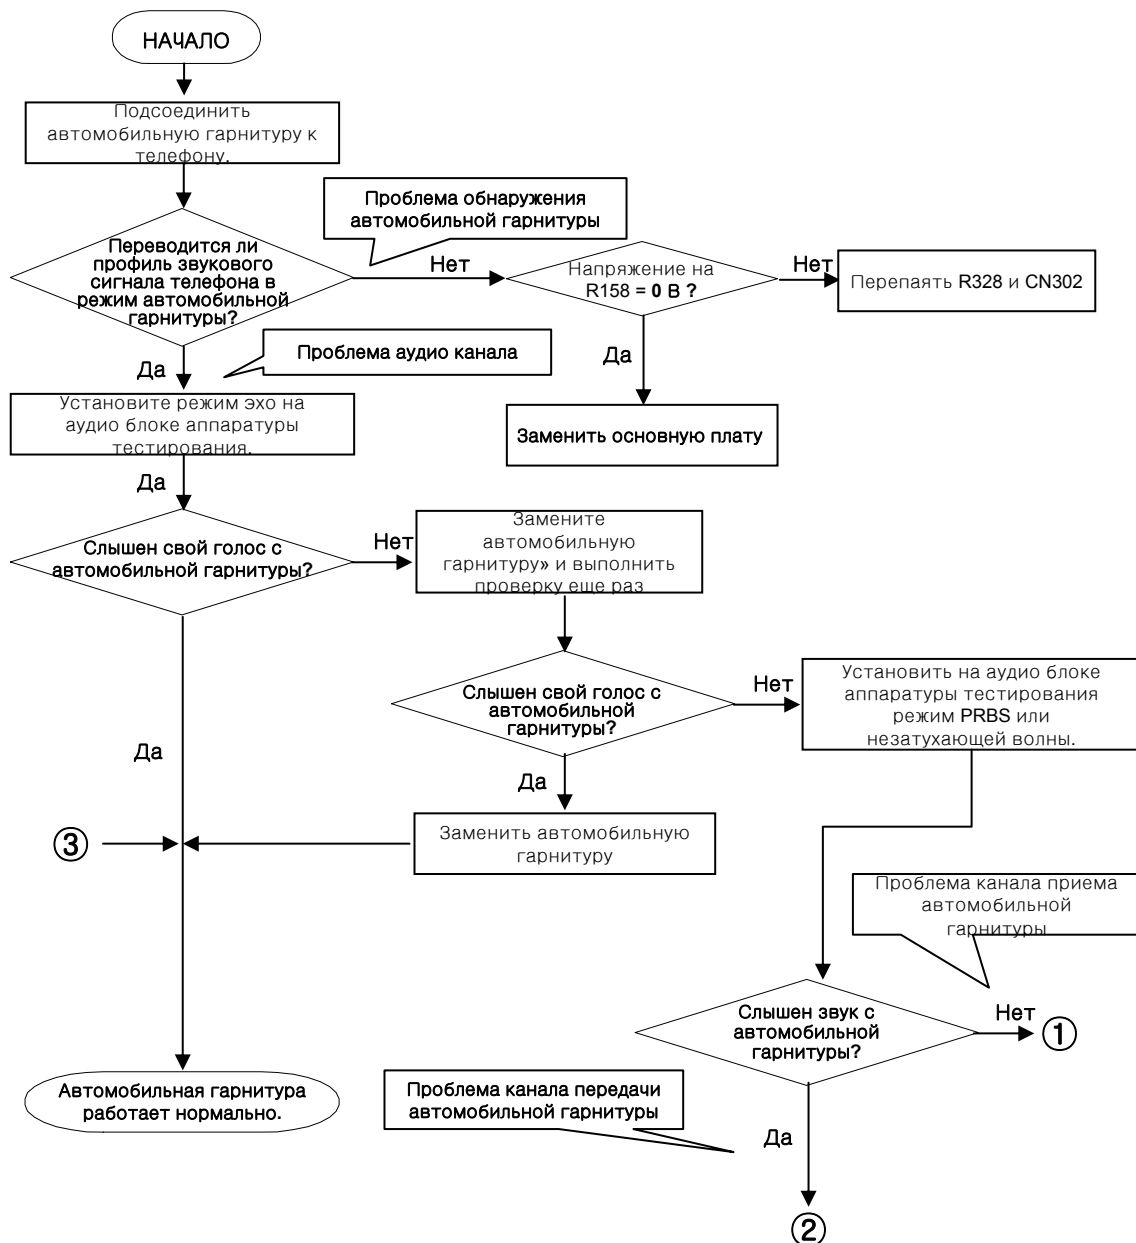 НАЧАЛО
Подсоединить
автомобильную гарнитуру к
телефону.
Проблема обнаружения
автомобильной гарнитуры
Переводится ли
профиль звукового
сигнала телефона в
режим автомобильной
гарнитуры?
Нет
Напряжение на
R158 = 0 В ?
Нет
Перепаять R328 и CN302
Да
Проблема аудио канала
Да
Установите режим эхо на
аудио блоке аппаратуры
тестирования.
Заменить основную плату
Да
Слышен свой голос с
автомобильной гарнитуры?
Нет
Замените
автомобильную
гарнитуру» и выполнить
проверку еще раз
Слышен свой голос с
автомобильной
гарнитуры?
Нет
Установить на аудио блоке
аппаратуры тестирования
режим PRBS или
незатухающей волны.
Да
Да
③
Заменить автомобильную
гарнитуру
Проблема канала приема
автомобильной
гарнитуры
Слышен звук с
автомобильной
гарнитуры?
Нет
①
Автомобильная гарнитура
работает нормально.
Проблема канала передачи
автомобильной гарнитуры
Да
②